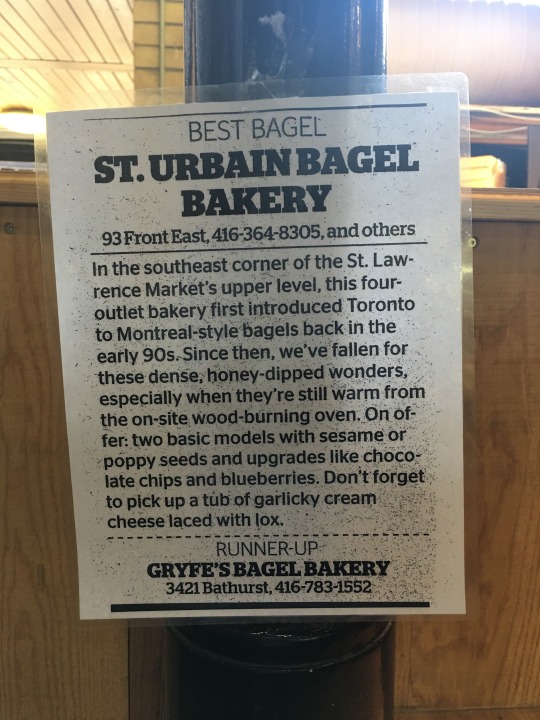 BEST BAGEL
ST. URBAIN BAGEL
BAKERY
93 Front East, 416-364-8305, and others
In the southeast corner of the St. Law-
rence Market's upper level, this four-
outlet bakery first introduced Toronto
to Montreal-style bagels back in the
early 90s. Since then, we've fallen for
these dense, honey-dipped wonders,
especially when they're still warm from
the on-site wood-burning oven. On of-
fer: two basic models with sesame or
poppy seeds and upgrades like choco-
late chips and blueberries. Don't forget
to pick up a tub of garlicky cream
cheese laced with lox.
RUNNER-UP
GRYFE'S BAGEL BAKERY
3421 Bathurst, 416-783-1552